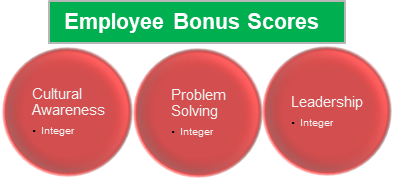 Employee Bonus Scores
Cultural
Awareness
• Integer
Problem
Solving
• Integer
Leadership
• Integer